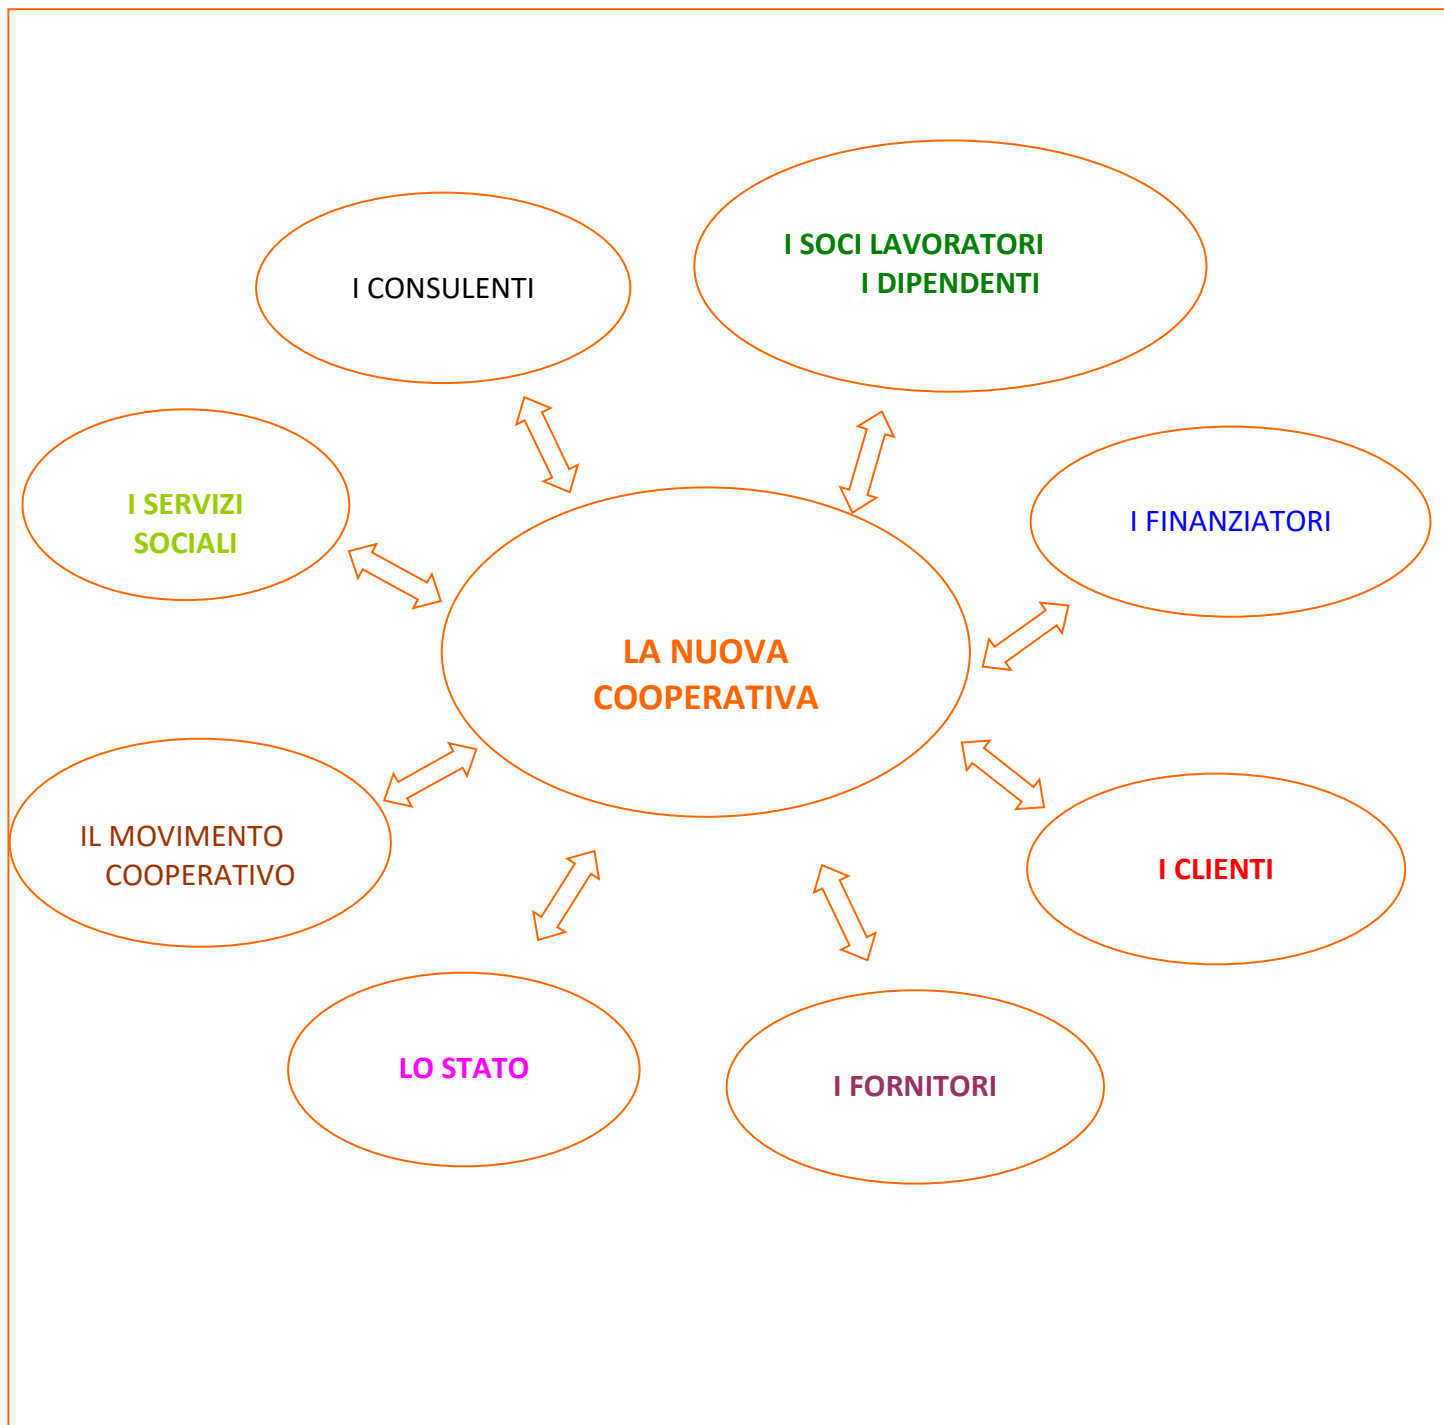 I SOCI LAVORATORI
I DIPENDENTI
I CONSULENTI
I SERVIZI
SOCIALI
I FINANZIATORI
LA NUOVA
COOPERATIVA
IL MOVIMENTO
COOPERATIVO
I CLIENTI
LO STATO
I FORNITORI